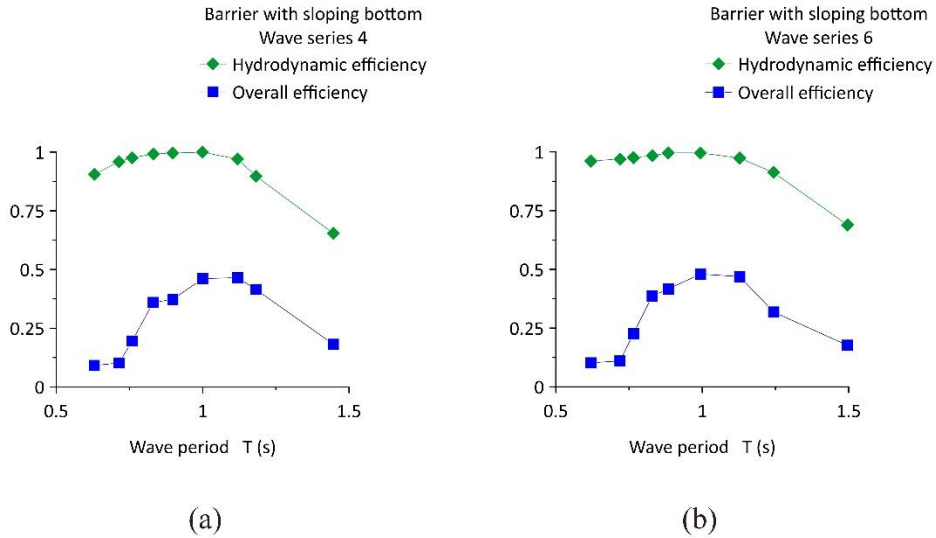 Barrier with sloping bottom
Wave series 4
Hydrodynamic efficiency
Overall efficiency
1
0.75
0.5
0.25
0
0.5
1
1.5
Wave period T (s)
(a)
Barrier with sloping bottom
Wave series 6
Hydrodynamic efficiency
Overall efficiency
1
0.75
0.5
0.25
0
0.5
1
1.5
Wave period T (s)
(b)